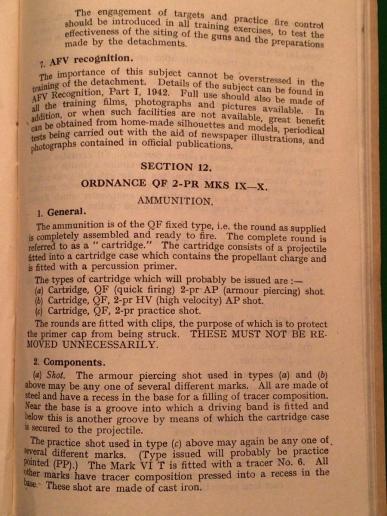 The engagement of targets and practice fire control
should be introduced in all training exercises, to test the
effectiveness of the siting of the guns and the preparations
made by the detachments.
7. AFV recognition.
The importance of this subject cannot be overstressed in the
training of the detachment. Details of the subject can be found in
AFV Recognition, Part I, 1942. Full use should also be made of
all the training films, photographs and pictures available. In
addition, or when such facilities are not available, great benefit
can be obtained from home-made silhouettes and models, periodical
tests being carried out with the aid of newspaper illustrations, and
photographs contained in official publications.
SECTION 12.
ORDNANCE QF 2-PR MKS IX—X.
AMMUNITION.
1. General.
The ammunition is of the QF fixed type, i.e. the round as supplied
is completely assembled and ready to fire. The complete round is
referred to as a " cartridge." The cartridge consists of a projectile
fitted into a cartridge case which contains the propellant charge and
is fitted with a percussion primer.
The types of cartridge which will probably be issued are :—
(a) Cartridge, QF (quick firing) 2-pr AP (armour piercing) shot.
(b) Cartridge, QF, 2-pr HV (high velocity) AP shot.
(c) Cartridge, QF, 2-pr practice shot.
The rounds are fitted with clips, the purpose of which is to protect
the primer cap from being struck. THESE MUST NOT BE RE-
MOVED UNNECESSARILY.
2. Components.
(a) Shot. The armour piercing shot used in types (a) and (b)
above may be any one of several different marks. All are made of
steel and have a recess in the base for a filling of tracer composition.
Near the base is a groove into which a driving band is fitted and
below this is another groove by means of which the cartridge case
is secured to the projectile.
The practice shot used in type (c) above may again be any one of
several different marks. (Type issued will probably be practice
pointed (PP).) The Mark VI T is fitted with a tracer No. 6. All
other marks have tracer composition pressed into a recess in the
base. These shot are made of cast iron.